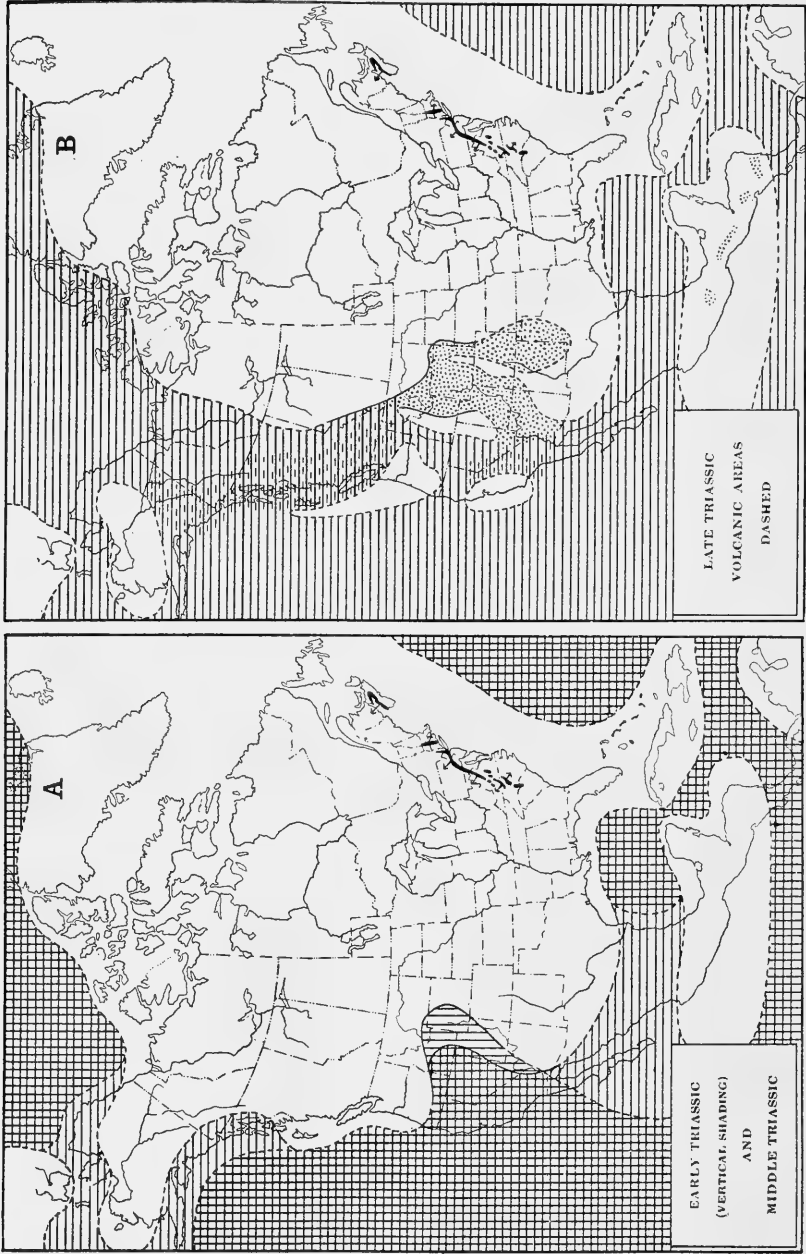 A
EARLY TRIASSIC
(VERTICAL SHADING)
AND
MIDDLE TRIASSIC
B
LATE TRIASSIC
VOLCANIC AREAS
DASHED